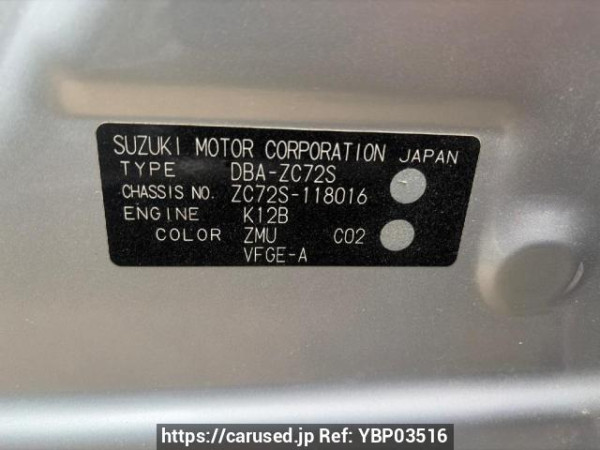 SUZUKI MOTOR CORPORATION JAPAN
TYPE DBA-ZC72S
CHASSIS NO. ZC72S-118016
ENGINE K12B
COLOR ZMU C02
VFGE-A
https://carused.jp Ref: YBP03516